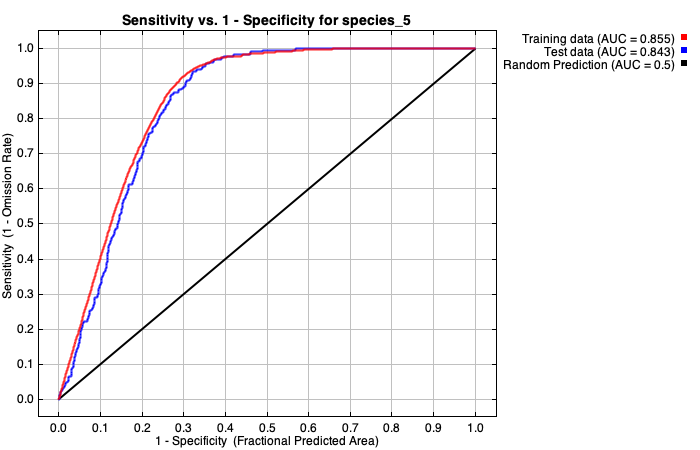 Sensitivity vs. 1 - Specificity for species_5
Training data (AUC = 0.855)
Test data (AUC = 0.843)
Random Prediction (AUC = 0.5)
Sensitivity (1 - Omission Rate)
1.0
0.9
0.8
0.7
0.6
0.5
0.4
0.3
0.2
0.1
0.0
0.0 0.1 0.2 0.3 0.4 0.5 0.6 0.7 0.8 0.9 1.0
1 - Specificity (Fractional Predicted Area)